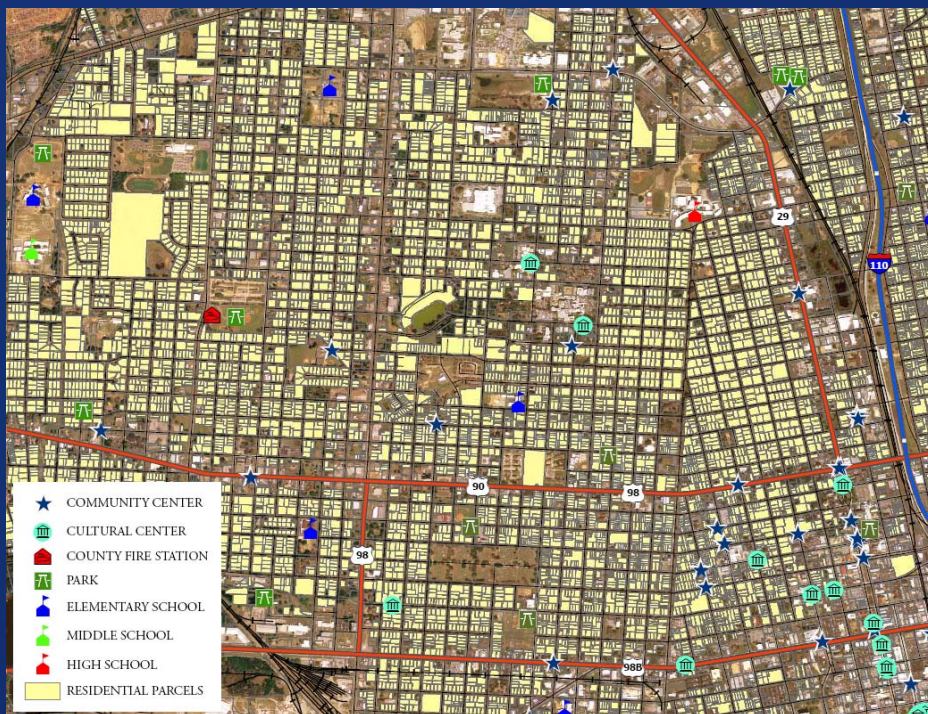 29
110
90
98
98
98B
COMMUNITY CENTER
CULTURAL CENTER
COUNTY FIRE STATION
PARK
ELEMENTARY SCHOOL
MIDDLE SCHOOL
HIGH SCHOOL
RESIDENTIAL PARCELS